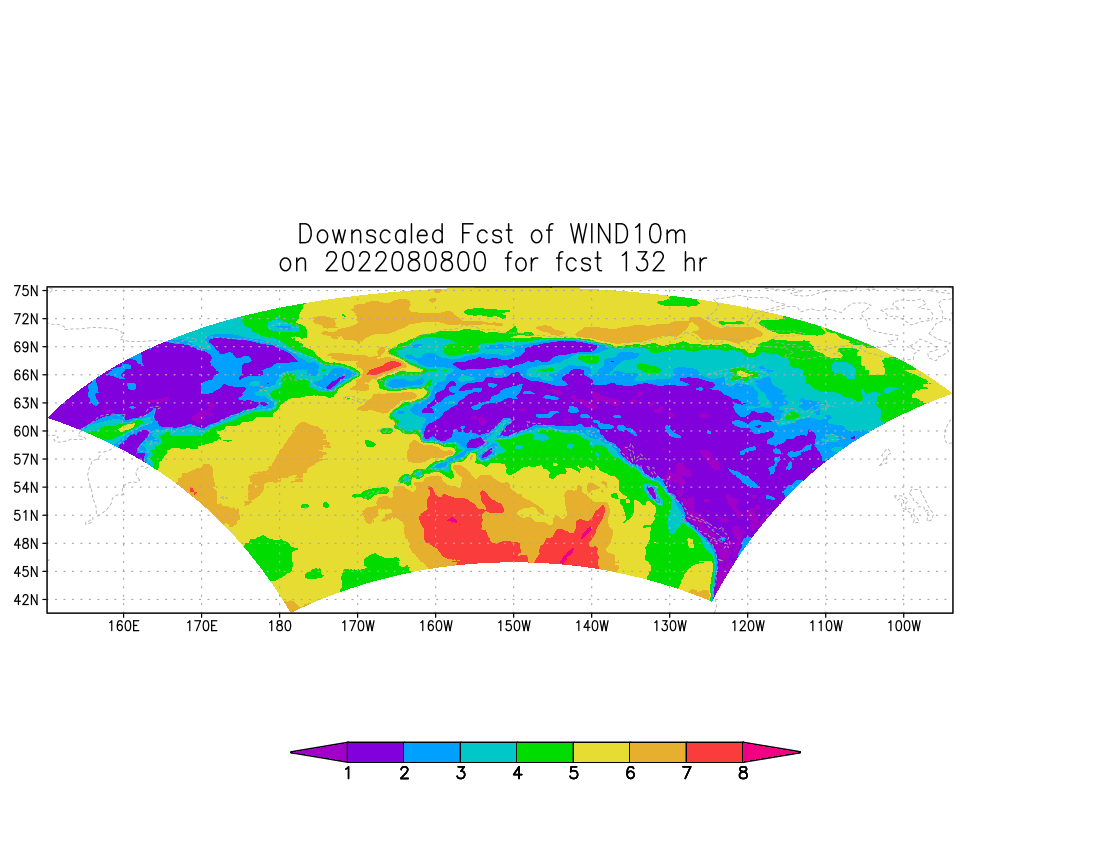 Downscaled Fcst of WIND10m
on 2022080800 for fcst 132 hr
75N
72N
69N
66N
63N
60N
57N
54N
51N
48N
45N
42N
160E 170E 180 170W 160W 150W 140W 130W 120W 110W 100W
1 2 3 4 5 6 7 8